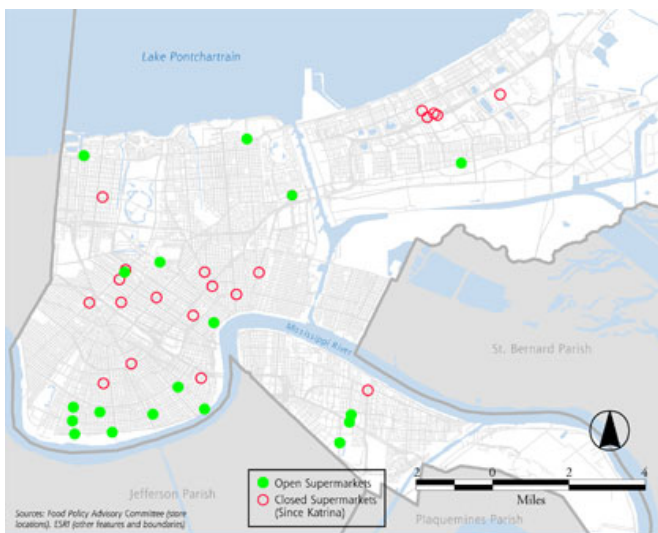 Lake Pontchartrain
Mississippi River
St. Bernard Parish
Jefferson Parish
Plaquemines Parish
Open Supermarkets
Closed Supermarkets
(Since Katrina)
2 0 2 4
Miles
Sources: Food Policy Advisory Committee (store
locations). ESRI (other features and boundaries)